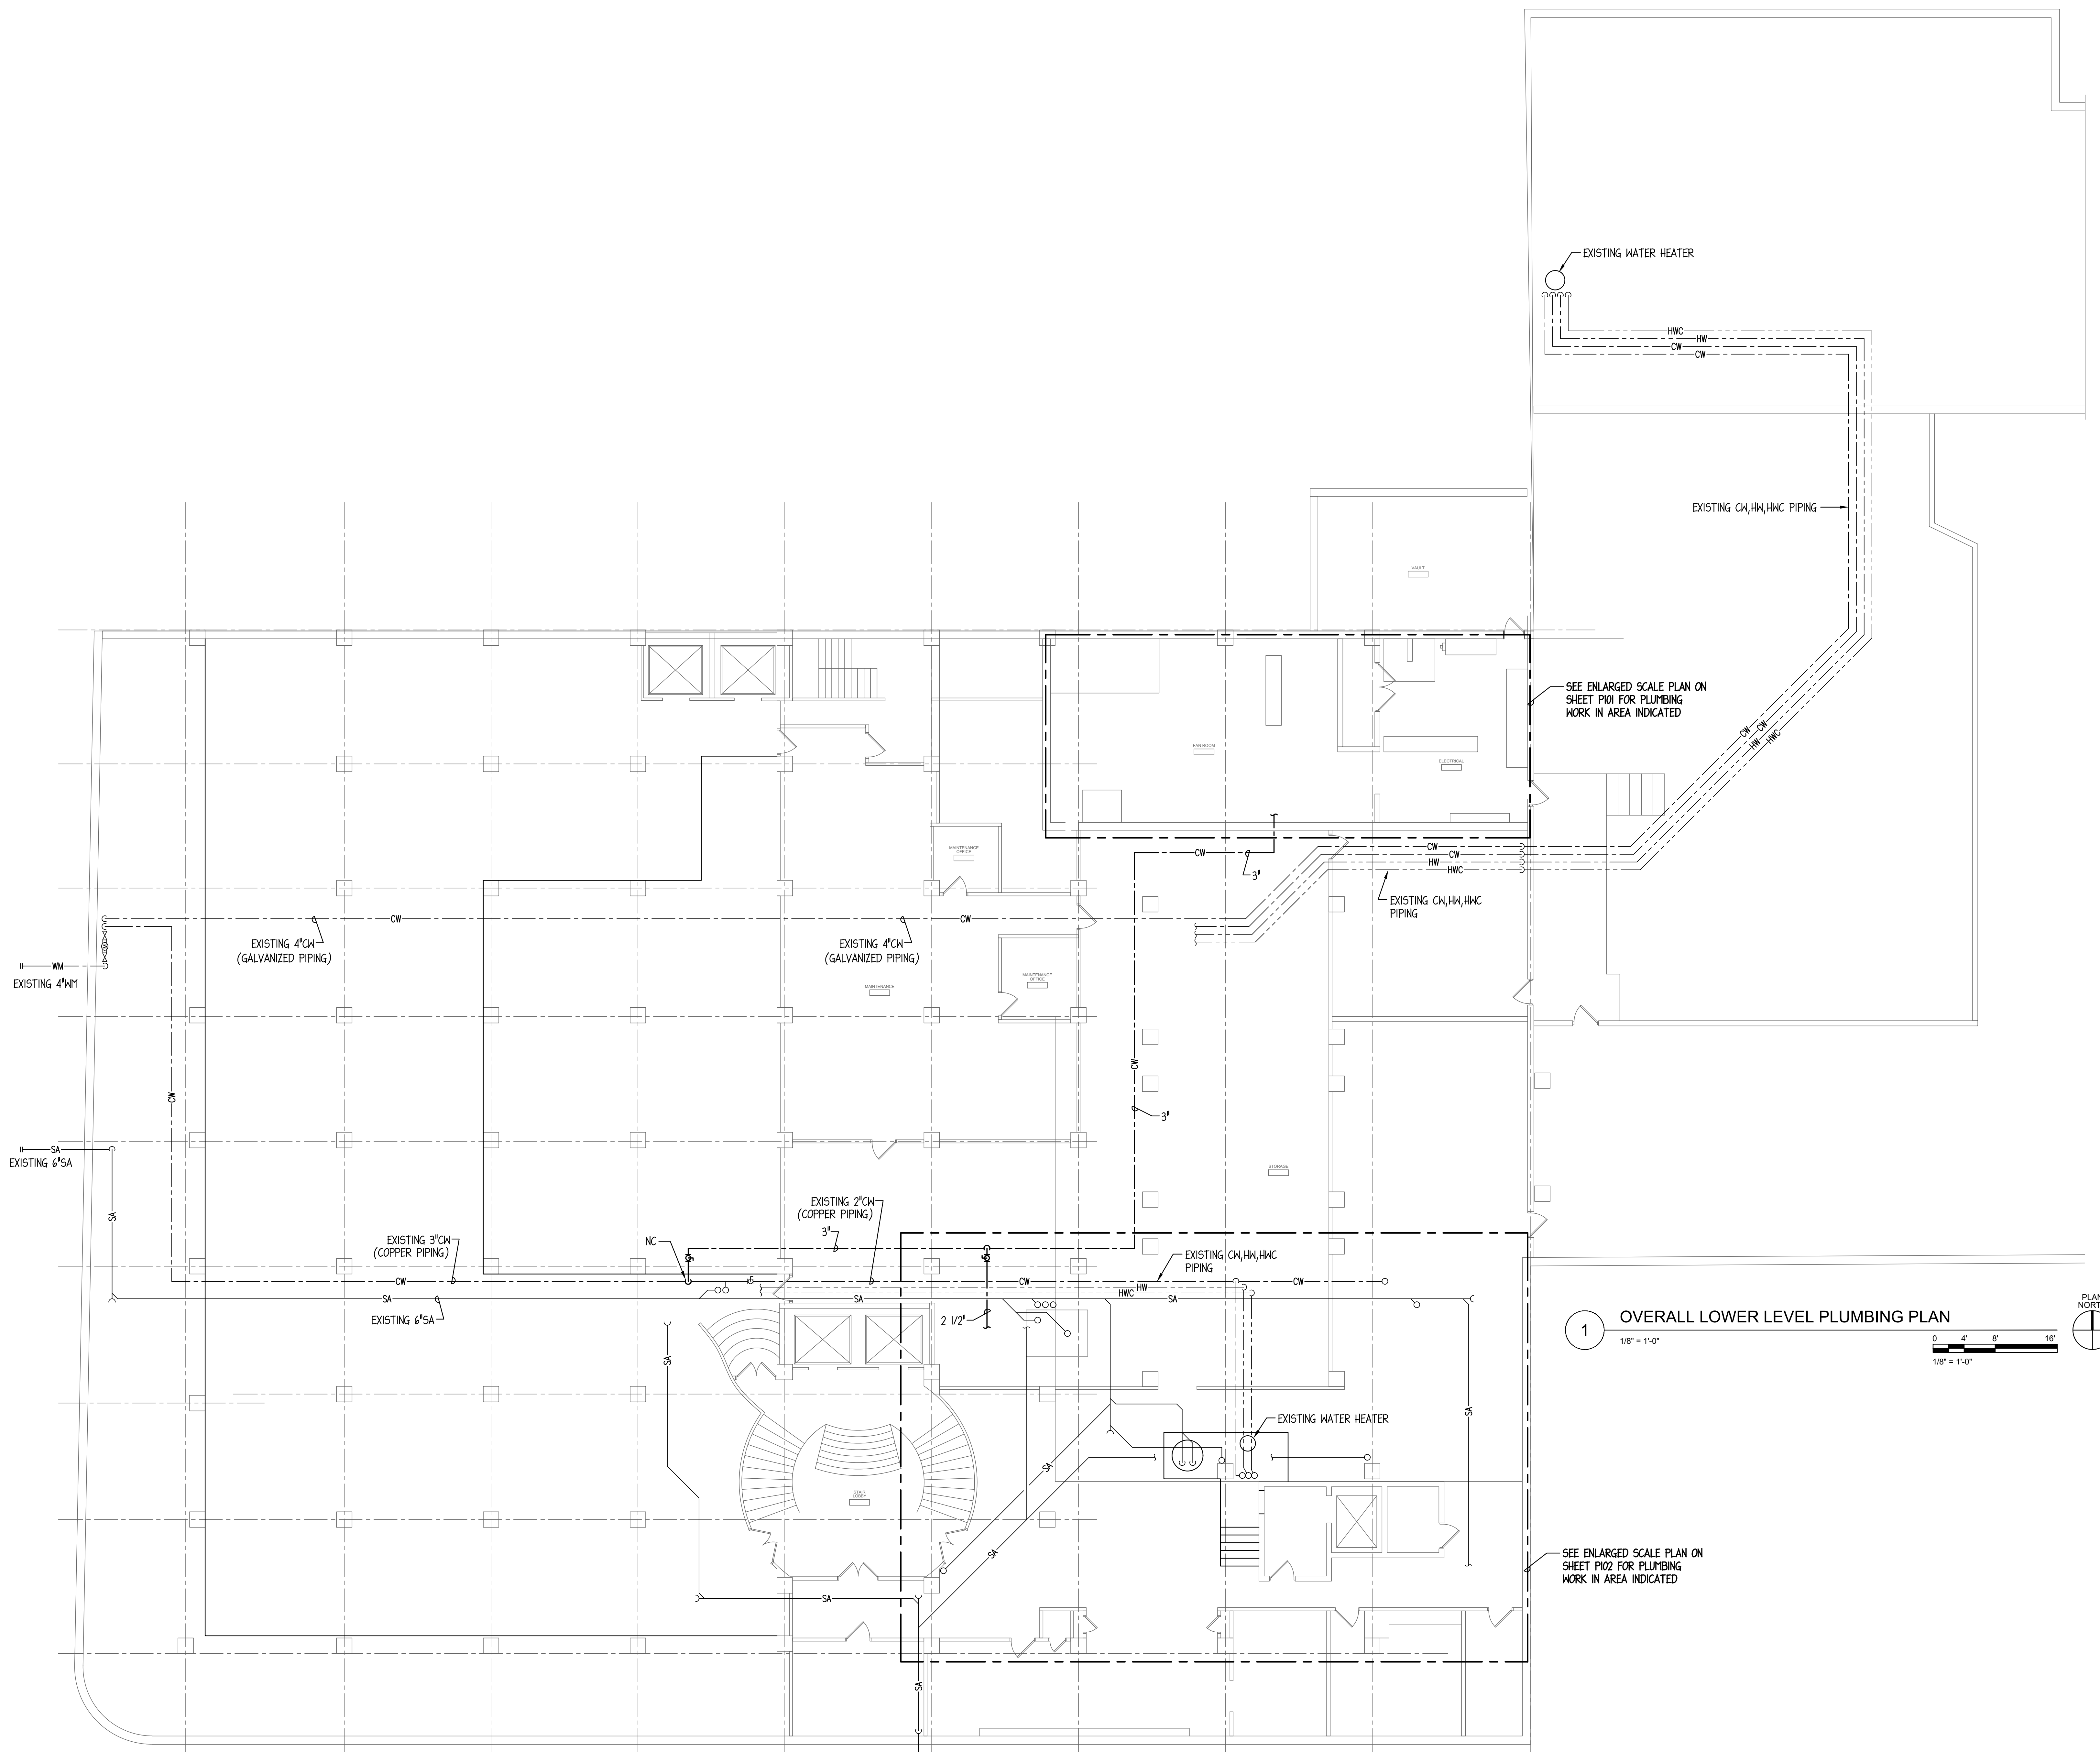 EXISTING WATER HEATER
HWC
HW
CW
CW
EXISTING CW,HW,HWC PIPING
VAULT
SEE ENLARGED SCALE PLAN ON
SHEET P101 FOR PLUMBING
WORK IN AREA INDICATED
CW
CW
HW
HWC
FAN ROOM
ELECTRICAL
MAINTENANCE
OFFICE
CW
3"
CW
CW
HW
HWC
EXISTING CW,HW,HWC
PIPING
CW
CW
EXISTING 4"CW
(GALVANIZED PIPING)
EXISTING 4"CW
(GALVANIZED PIPING)
WM
EXISTING 4"WM
MAINTENANCE
OFFICE
MAINTENANCE
CW
CW
3"
SA
EXISTING 6"SA
STORAGE
SA
EXISTING 2"CW
(COPPER PIPING)
3"
NC
EXISTING 3"CW
(COPPER PIPING)
EXISTING CW,HW,HWC
PIPING
CW
CW
CW
HW
HWC
SA
SA
SA
EXISTING 6"SA
2 1/2"
1
OVERALL LOWER LEVEL PLUMBING PLAN
1/8" = 1'-0"
0 4' 8' 16'
1/8" = 1'-0"
SA
SA
EXISTING WATER HEATER
SA
STAIR
LOBBY
SA
SEE ENLARGED SCALE PLAN ON
SHEET P102 FOR PLUMBING
WORK IN AREA INDICATED
SA
SA